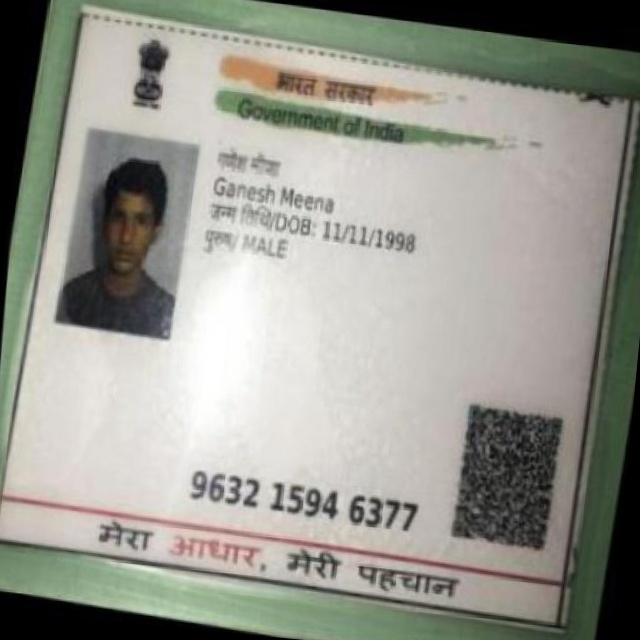 भारत सरकार
Government of India
गणेश मीना
Ganesh Meena
जन्म तिथि/DOB: 11/11/1998
पुरुष/ MALE
9632 1594 6377
मेरा आधार, मेरी पहचान